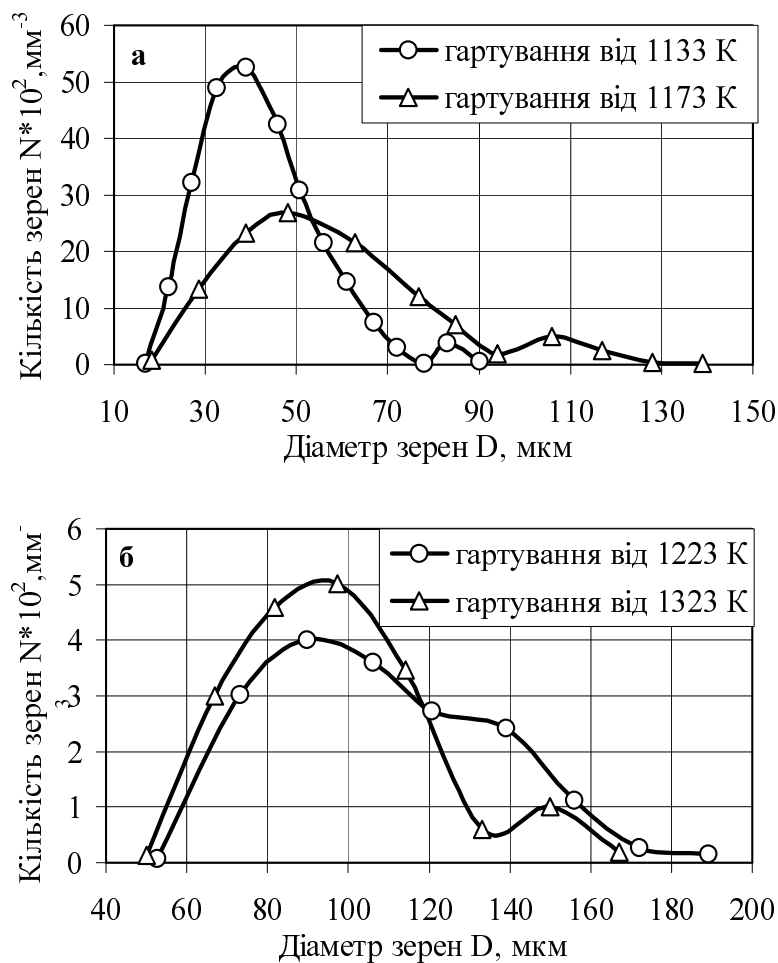 Кількість зерен N*10²,мм⁻³
60
50
40
30
20
10
0
а
гартування від 1133 К
гартування від 1173 К
10 30 50 70 90 110 130 150
Діаметр зерен D, мкм
Кількість зерен N*10²,мм⁻
3
6
5
4
3
2
1
0
б
гартування від 1223 К
гартування від 1323 К
40 60 80 100 120 140 160 180 200
Діаметр зерен D, мкм